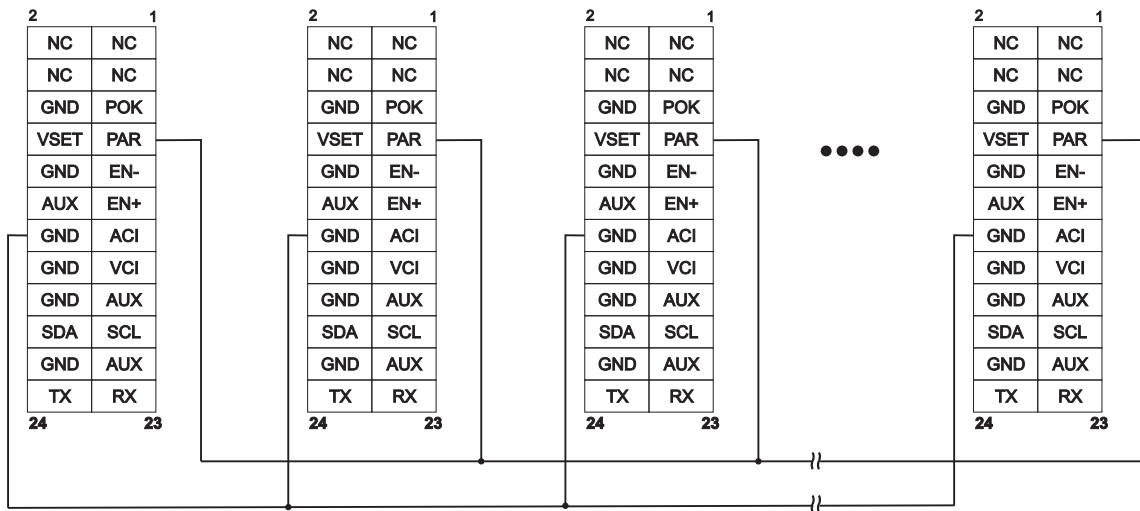 2 1 2 1 2 1 2 1
NC NC NC NC NC NC NC NC
NC NC NC NC NC NC NC NC
GND POK GND POK GND POK GND POK
VSET PAR VSET PAR VSET PAR VSET PAR
GND EN- GND EN- GND EN- GND EN-
AUX EN+ AUX EN+ AUX EN+ AUX EN+
GND ACI GND ACI GND ACI GND ACI
GND VCI GND VCI GND VCI GND VCI
GND AUX GND AUX GND AUX GND AUX
SDA SCL SDA SCL SDA SCL SDA SCL
GND AUX GND AUX GND AUX GND AUX
TX RX TX RX TX RX TX RX
24 23 24 23 24 23 24 23